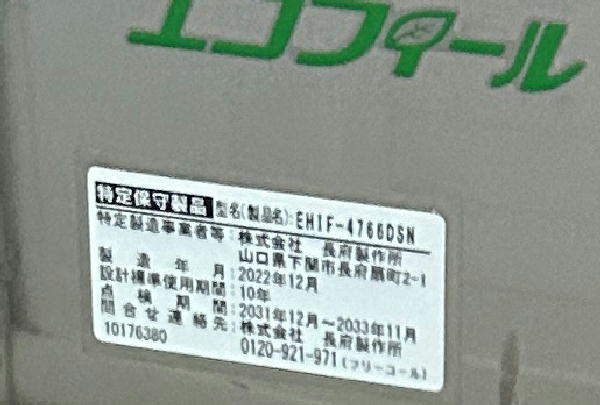 エコフィール
特定保守製品 型名(製品名):EHIF-4766DSN
特定製造事業者等:株式会社 長府製作所
山口県下関市長府扇町2-1
製造年月:2022年12月
設計標準使用期間:10年
点検期間:2031年12月~2033年11月
問合せ連絡先:株式会社 長府製作所
10176380 0120-921-971(フリーコール)